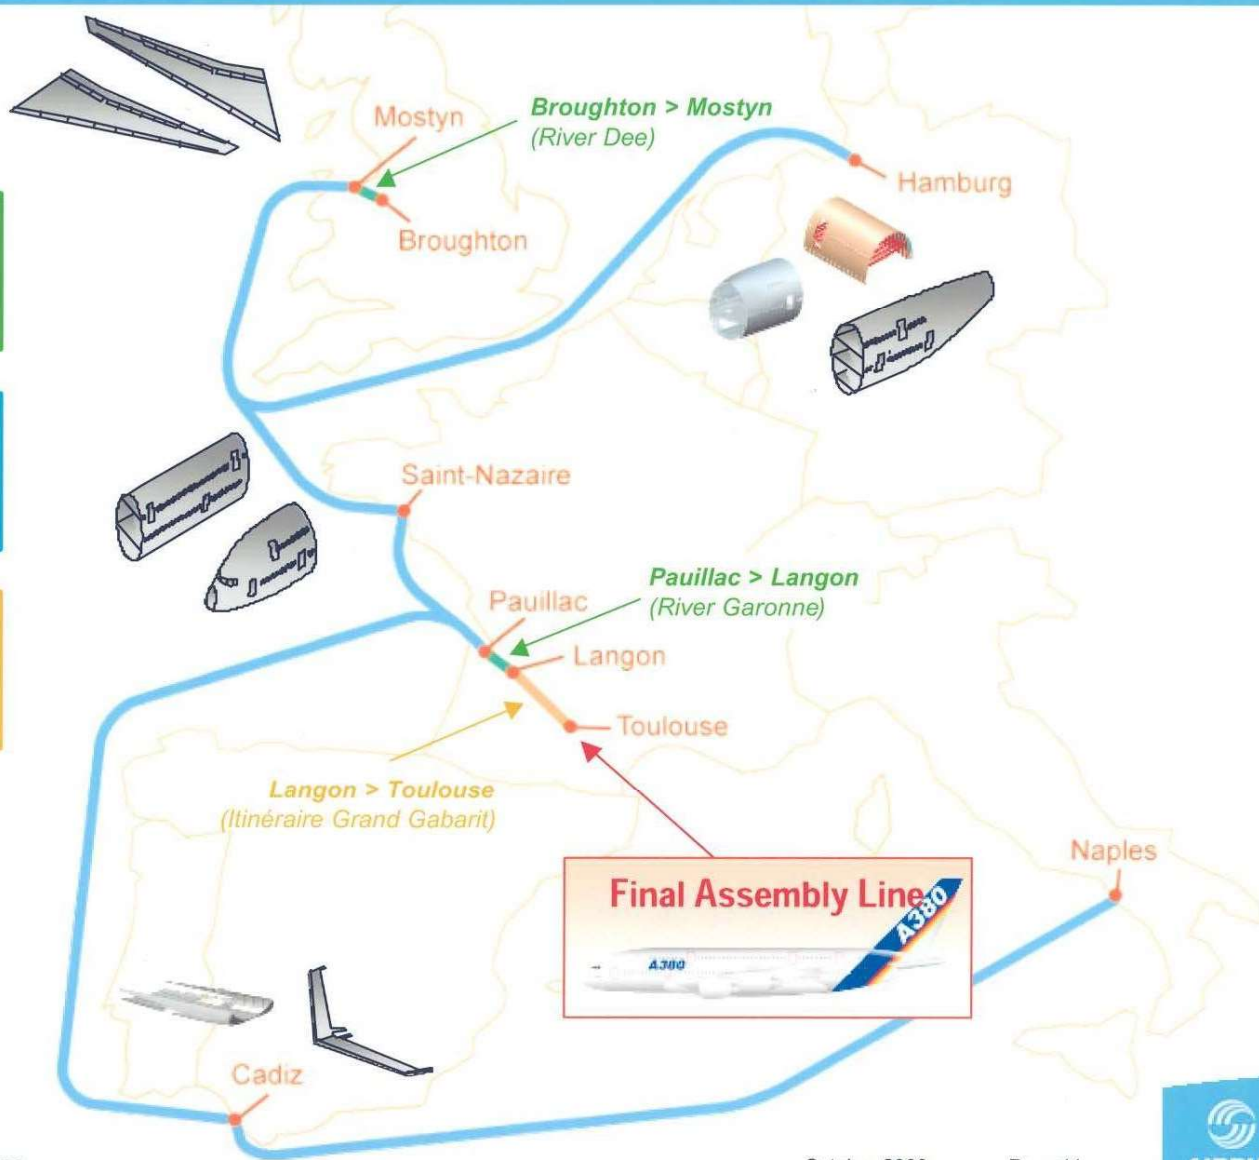 Mostyn
Broughton > Mostyn
(River Dee)
Hamburg
Broughton
Saint-Nazaire
Pauillac > Langon
(River Garonne)
Pauillac
Langon
Toulouse
Langon > Toulouse
(Itinéraire Grand Gabarit)
Naples
Final Assembly Line
A380
A380
Cadiz